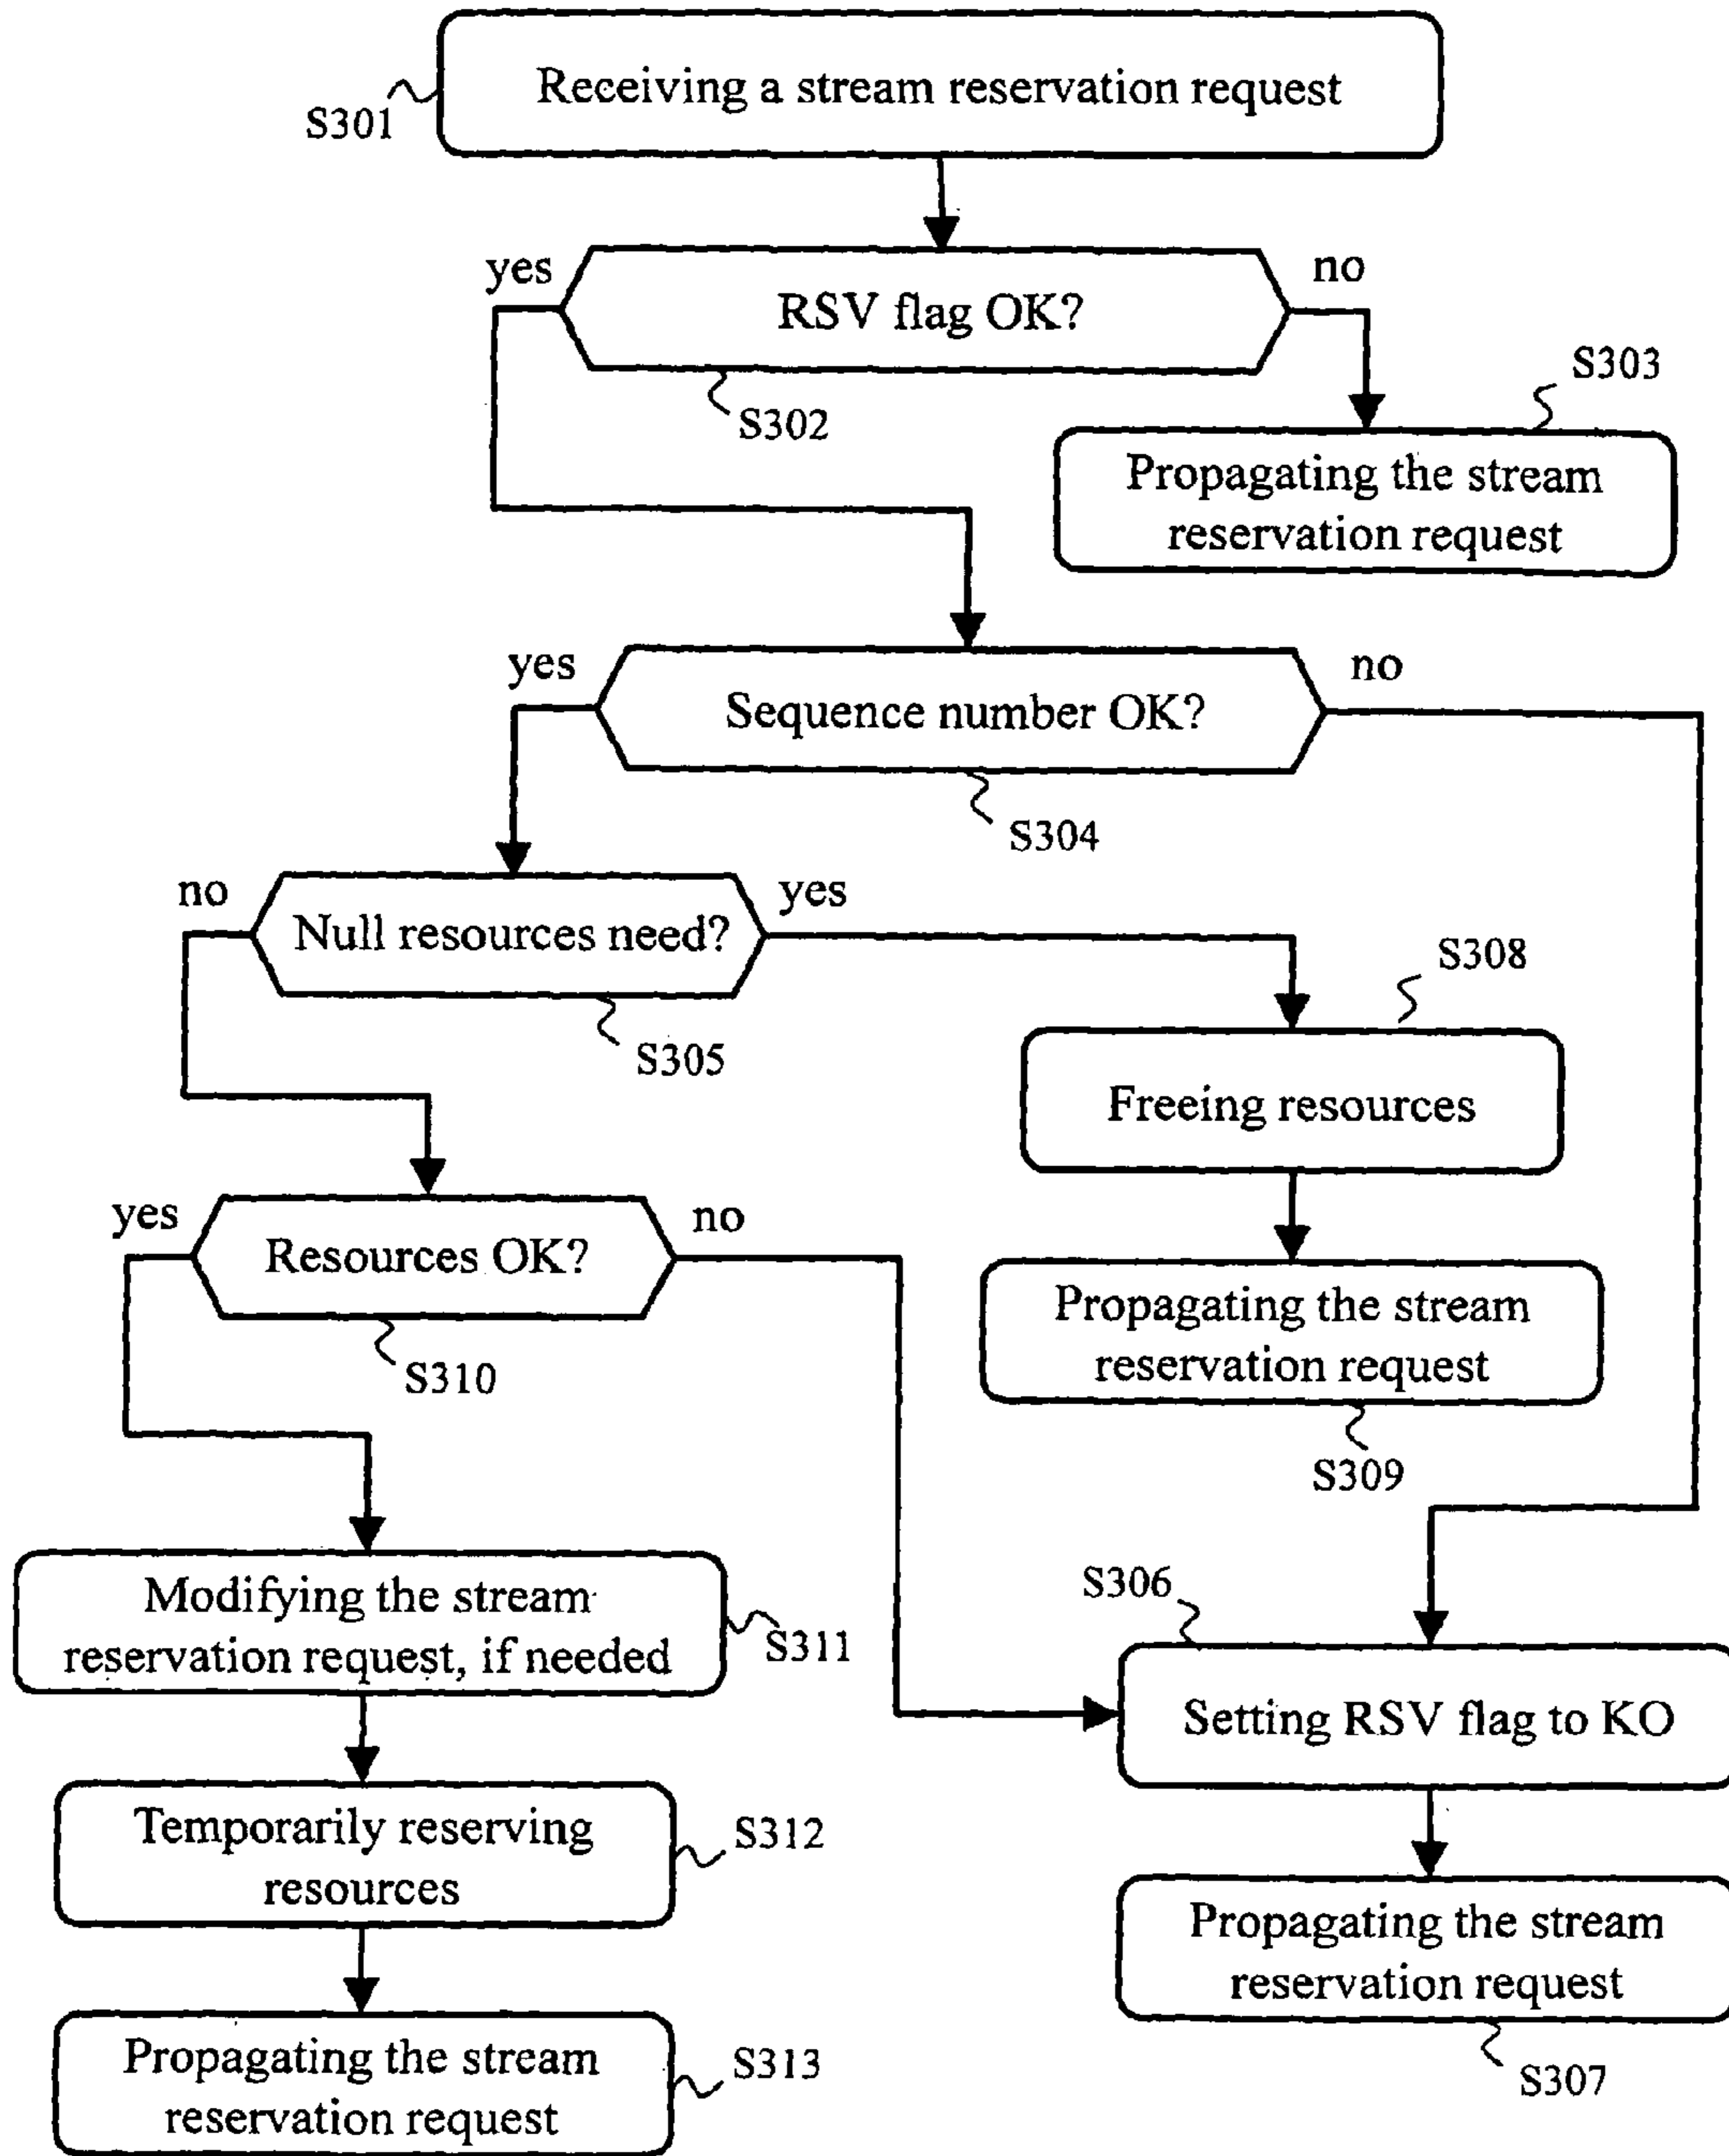 Receiving a stream reservation request
S301
yes
no
RSV flag OK?
S302
S303
Propagating the stream
reservation request
yes
no
Sequence number OK?
S304
no
yes
Null resources need?
S305
S308
Freeing resources
yes
no
Resources OK?
S310
Propagating the stream
reservation request
S309
Modifying the stream
reservation request, if needed
S311
S306
Setting RSV flag to KO
Temporarily reserving
resources
S312
Propagating the stream
reservation request
S307
Propagating the stream
reservation request
S313